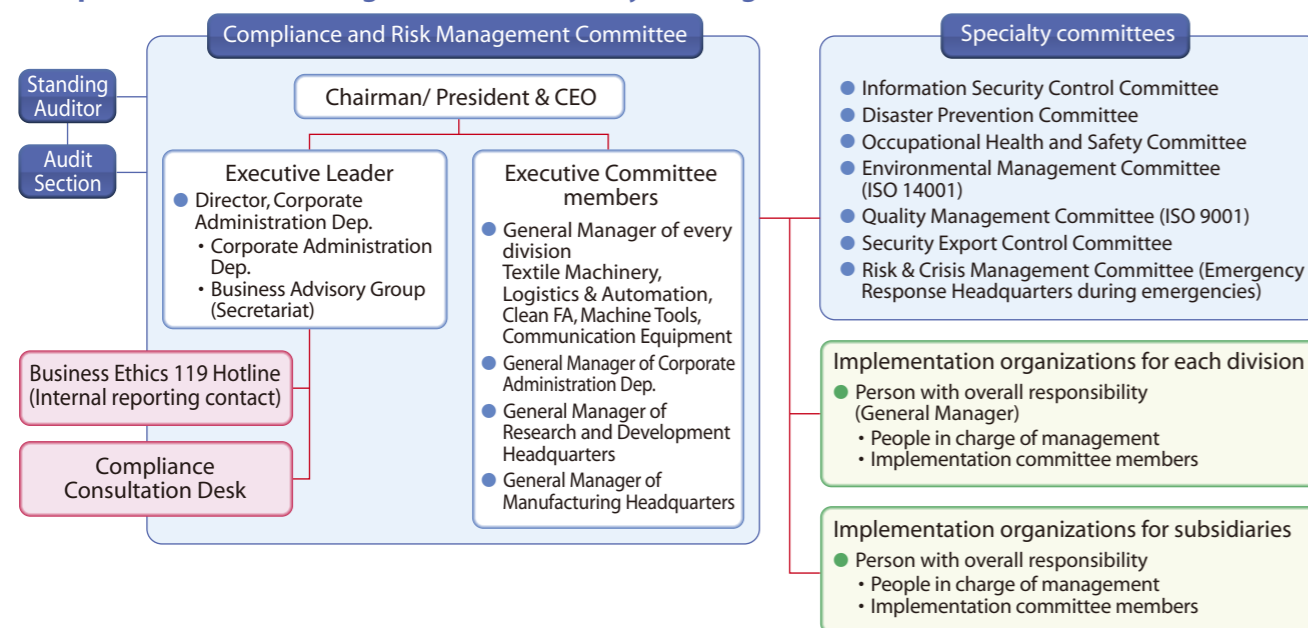 Compliance and Risk Management Committee
Standing
Auditor
Audit
Section
Chairman/ President & CEO
Executive Leader
● Director, Corporate
Administration Dep.
・Corporate Administration
Dep.
・Business Advisory Group
(Secretariat)
Executive Committee
members
● General Manager of every
division
Textile Machinery,
Logistics & Automation,
Clean FA, Machine Tools,
Communication Equipment
● General Manager of Corporate
Administration Dep.
● General Manager of
Research and Development
Headquarters
● General Manager of
Manufacturing Headquarters
Business Ethics 119 Hotline
(Internal reporting contact)
Compliance
Consultation Desk
Specialty committees
● Information Security Control Committee
● Disaster Prevention Committee
● Occupational Health and Safety Committee
● Environmental Management Committee
(ISO 14001)
● Quality Management Committee (ISO 9001)
● Security Export Control Committee
● Risk & Crisis Management Committee (Emergency
Response Headquarters during emergencies)
Implementation organizations for each division
● Person with overall responsibility
(General Manager)
・People in charge of management
・Implementation committee members
Implementation organizations for subsidiaries
● Person with overall responsibility
・People in charge of management
・Implementation committee members